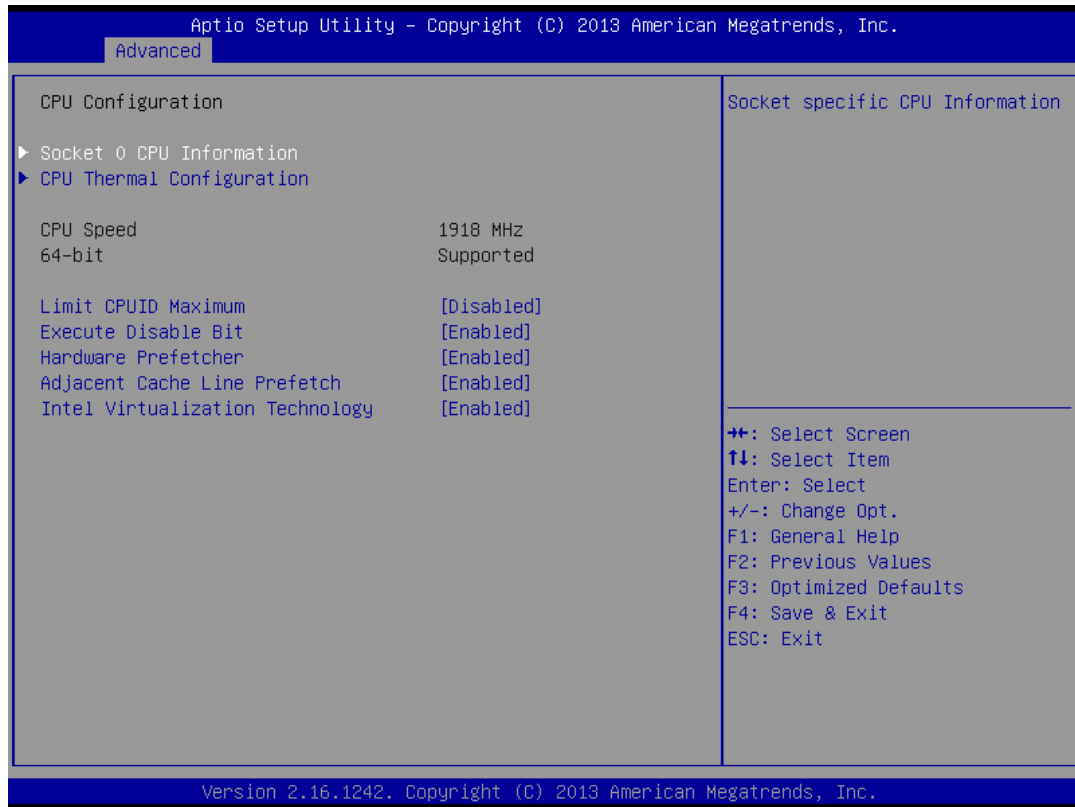 Aptio Setup Utility – Copyright (C) 2013 American Megatrends, Inc.
Advanced
CPU Configuration
Socket 0 CPU Information
CPU Thermal Configuration
CPU Speed 1918 MHz
64-bit Supported
Limit CPUID Maximum [Disabled]
Execute Disable Bit [Enabled]
Hardware Prefetcher [Enabled]
Adjacent Cache Line Prefetch [Enabled]
Intel Virtualization Technology [Enabled]
Socket specific CPU Information
→←: Select Screen
↑↓: Select Item
Enter: Select
+/-: Change Opt.
F1: General Help
F2: Previous Values
F3: Optimized Defaults
F4: Save & Exit
ESC: Exit
Version 2.16.1242. Copyright (C) 2013 American Megatrends, Inc.